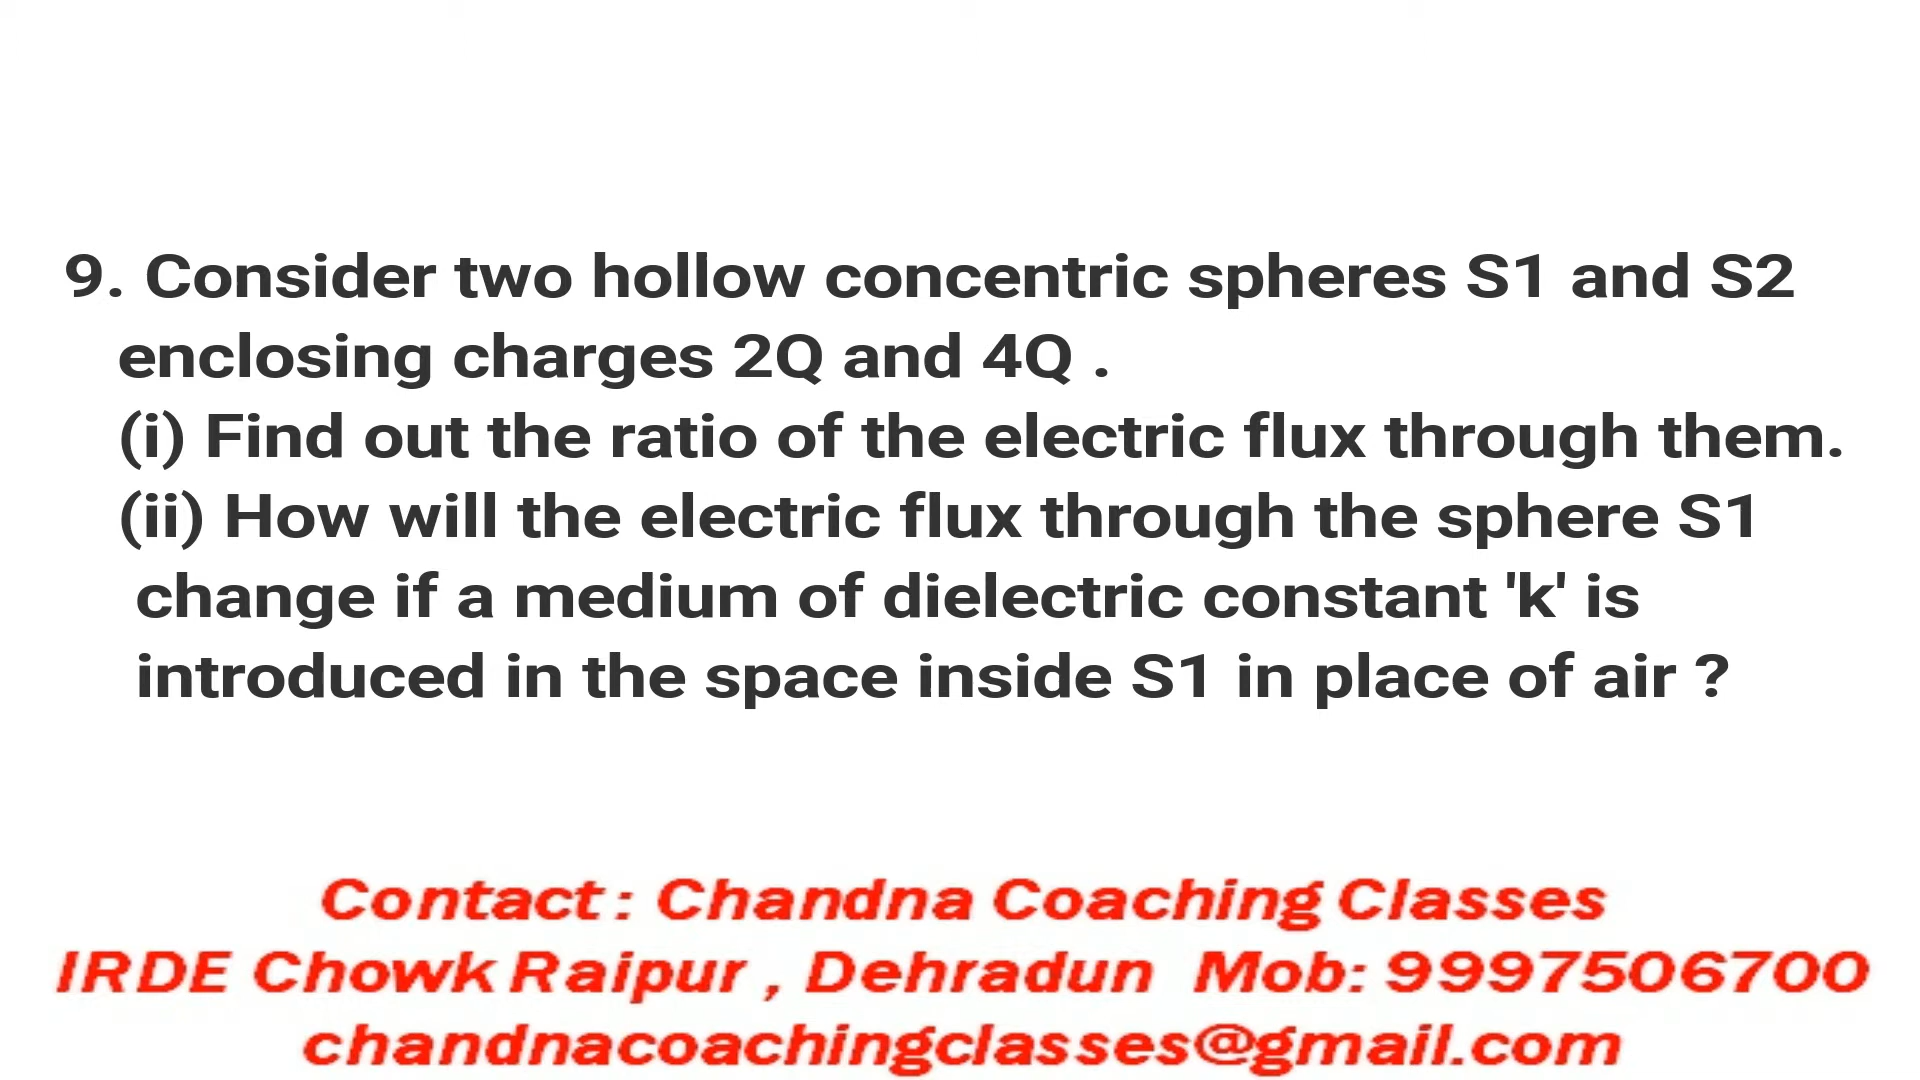 9. Consider two hollow concentric spheres S1 and S2
enclosing charges 2Q and 4Q .
(i) Find out the ratio of the electric flux through them.
(ii) How will the electric flux through the sphere S1
change if a medium of dielectric constant 'k' is
introduced in the space inside S1 in place of air ?
Contact : Chandna Coaching Classes
IRDE Chowk Raipur , Dehradun Mob: 9997506700
chandnacoachingclasses@gmail.com